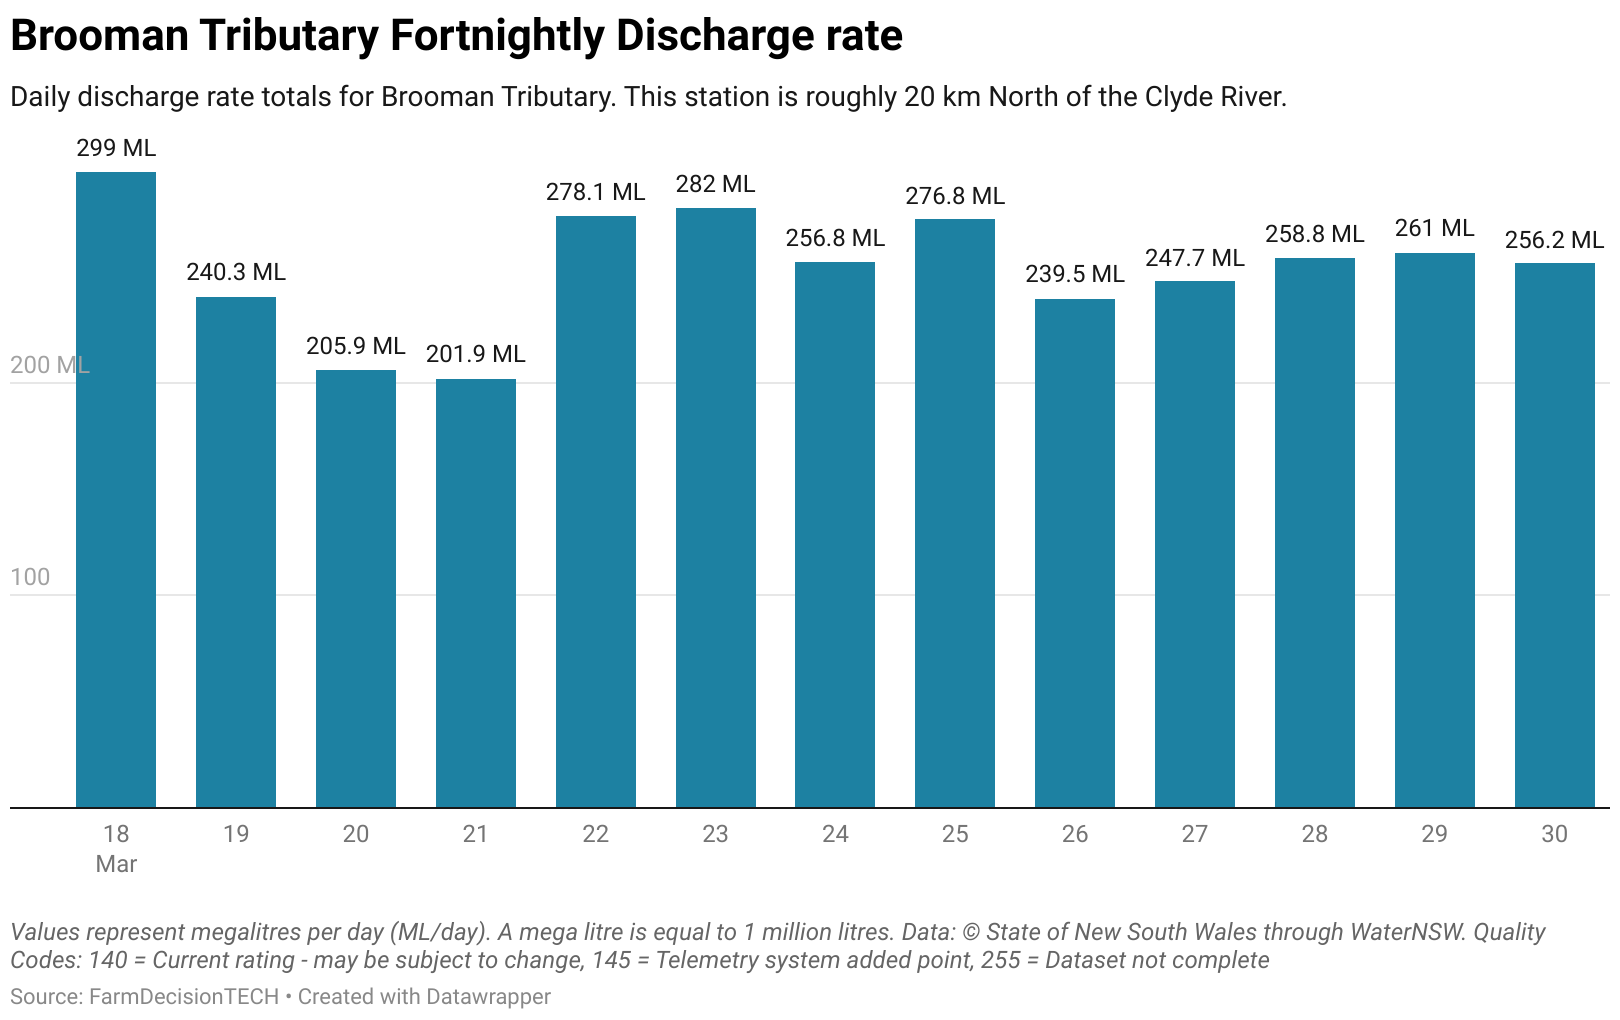 Brooman Tributary Fortnightly Discharge rate
Daily discharge rate totals for Brooman Tributary. This station is roughly 20 km North of the Clyde River.
299 ML
240.3 ML
205.9 ML
201.9 ML
278.1 ML
282 ML
256.8 ML
276.8 ML
239.5 ML
247.7 ML
258.8 ML
261 ML
256.2 ML
200 ML
100
18 19 20 21 22 23 24 25 26 27 28 29 30
Mar
Values represent megalitres per day (ML/day). A mega litre is equal to 1 million litres. Data: © State of New South Wales through WaterNSW. Quality
Codes: 140 = Current rating - may be subject to change, 145 = Telemetry system added point, 255 = Dataset not complete
Source: FarmDecisionTECH • Created with Datawrapper